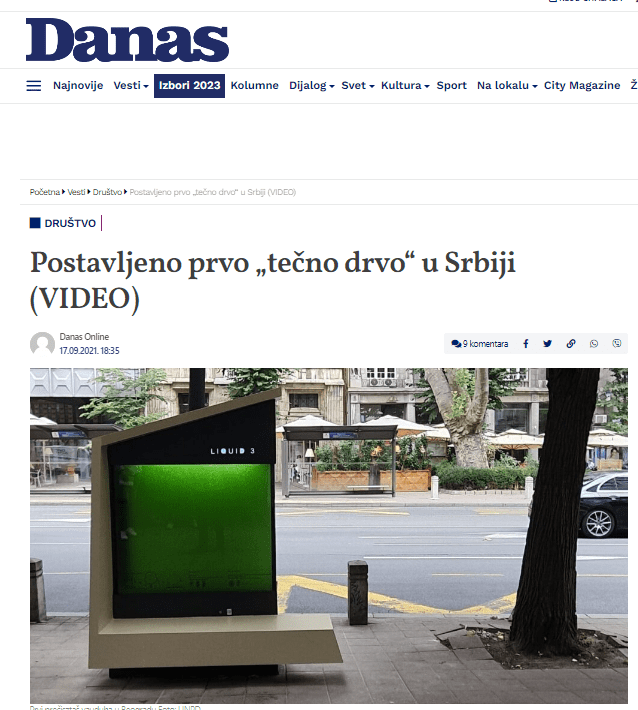 Danas
Najnovije Vesti Izbori 2023 Kolumne Dijalog Svet Kultura Sport Na lokalu City Magazine Ž
Početna Vesti Društvo Postavljeno prvo „tečno drvo“ u Srbiji (VIDEO)
DRUŠTVO
Postavljeno prvo „tečno drvo“ u Srbiji
(VIDEO)
Danas Online
17.09.2021. 18:35
9 komentara
LIQUID 3